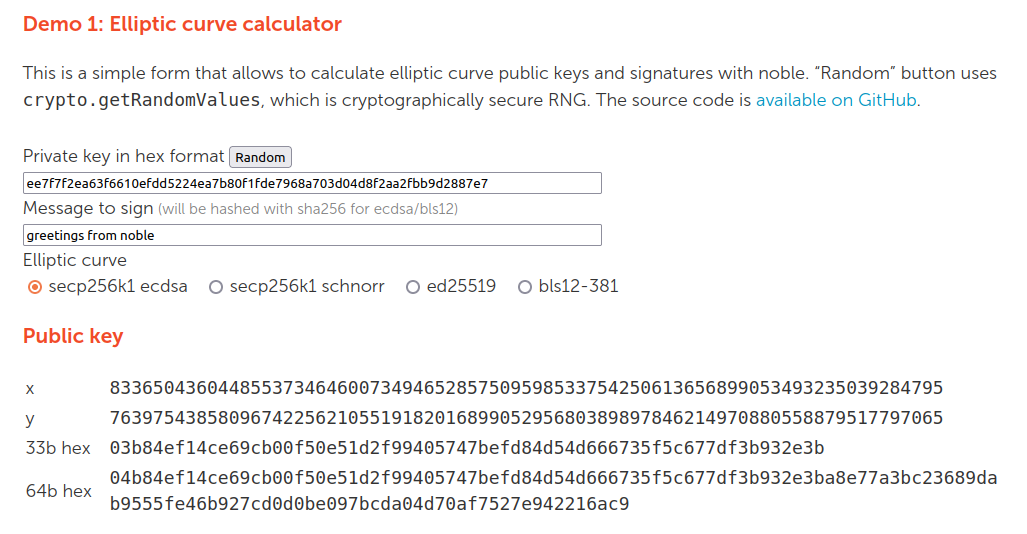 Demo 1: Elliptic curve calculator
This is a simple form that allows to calculate elliptic curve public keys and signatures with noble. “Random” button uses
crypto.getRandomValues, which is cryptographically secure RNG. The source code is available on GitHub.
Private key in hex format Random
ee7f7f2ea63f6610efdd5224ea7b80f1fde7968a703d04d8f2aa2fbb9d2887e7
Message to sign (will be hashed with sha256 for ecdsa/bls12)
greetings from noble
Elliptic curve
secp256k1 ecdsa secp256k1 schnorr ed25519 bls12-381
Public key
x 83365043604485537346460073494652857509598533754250613656899053493235039284795
y 76397543858096742256210551918201689905295680389897846214970880558879517797065
33b hex 03b84ef14ce69cb00f50e51d2f99405747befd84d54d666735f5c677df3b932e3b
64b hex 04b84ef14ce69cb00f50e51d2f99405747befd84d54d666735f5c677df3b932e3ba8e77a3bc23689da
b9555fe46b927cd0d0be097bcda04d70af7527e942216ac9